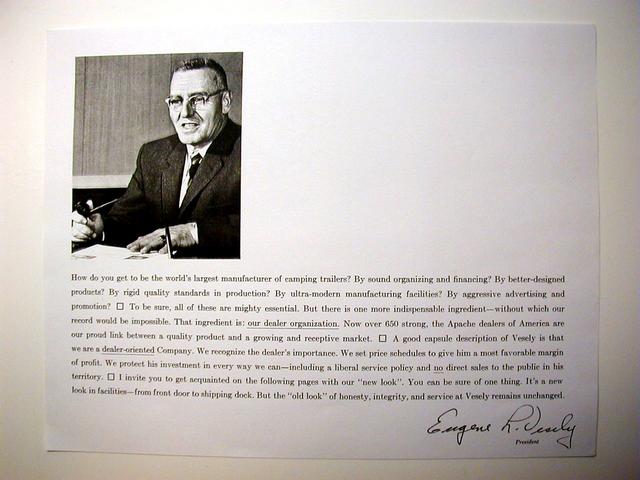 How do you get to be the world's largest manufacturer of camping trailers? By sound organizing and financing? By better-designed
products? By rigid quality standards in production? By ultra-modern manufacturing facilities? By aggressive advertising and
promotion? ☐ To be sure, all of these are mighty essential. But there is one more indispensable ingredient—without which our
record would be impossible. That ingredient is: our dealer organization. Now over 650 strong, the Apache dealers of America are
our proud link between a quality product and a growing and receptive market. ☐ A good capsule description of Vesely is that
we are a dealer-oriented Company. We recognize the dealer's importance. We set price schedules to give him a most favorable margin
of profit. We protect his investment in every way we can—including a liberal service policy and no direct sales to the public in his
territory. ☐ I invite you to get acquainted on the following pages with our "new look". You can be sure of one thing. It's a new
look in facilities—from front door to shipping dock. But the "old look" of honesty, integrity, and service at Vesely remains unchanged.
Eugene L. Vesely
President